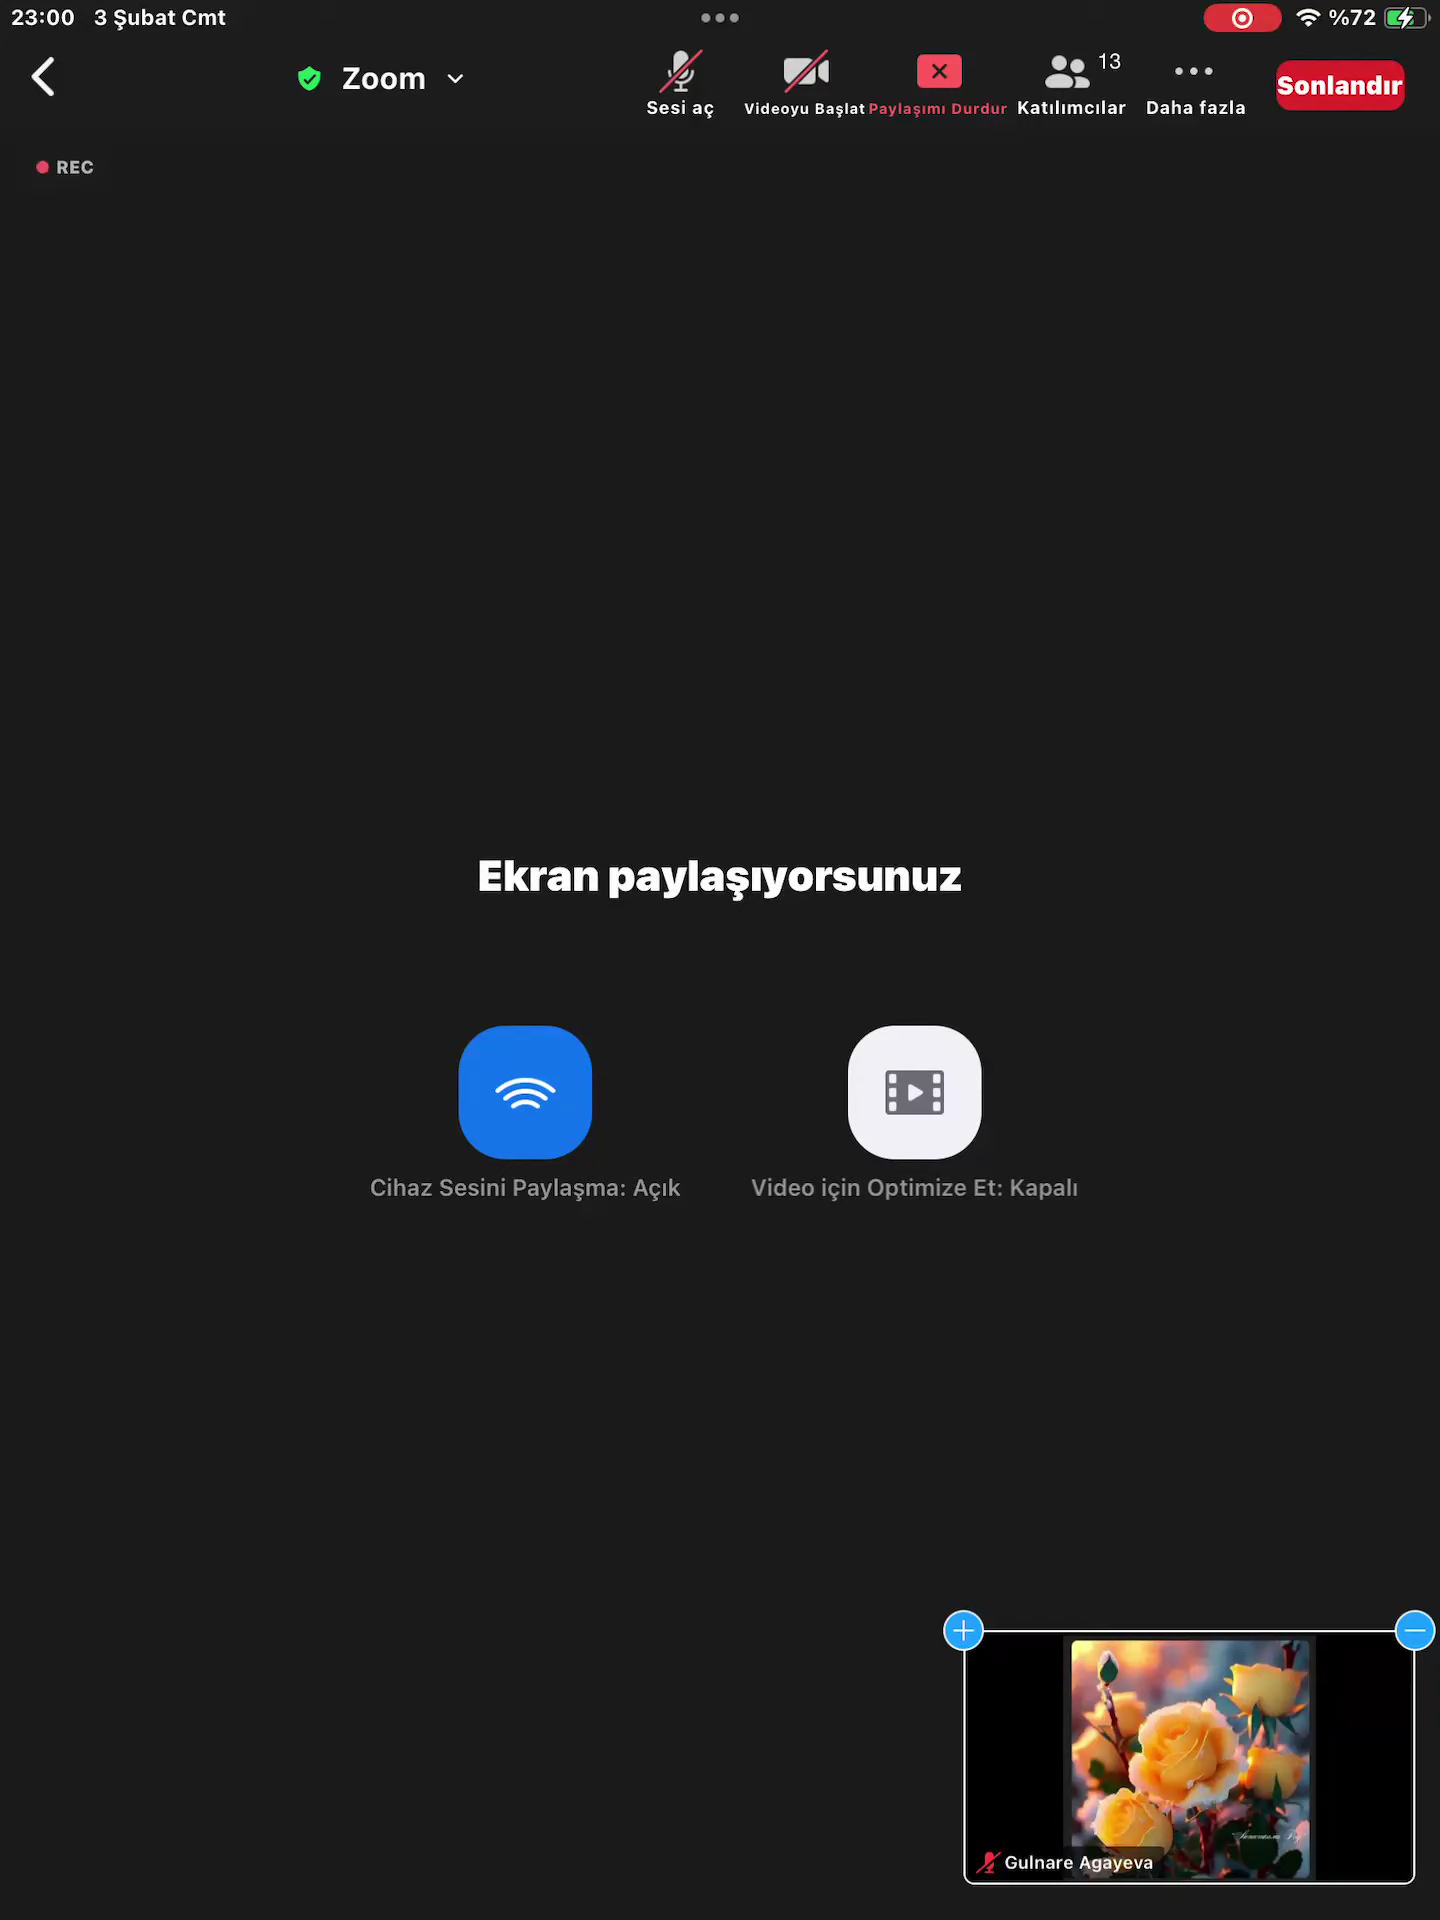 23:00 3 Şubat Cmt
%72
Zoom
Sesi aç
Videoyu Başlat
Paylaşımı Durdur
13
Katılımcılar
Daha fazla
Sonlandır
REC
Ekran paylaşıyorsunuz
Cihaz Sesini Paylaşma: Açık
Video için Optimize Et: Kapalı
Gulnare Agayeva